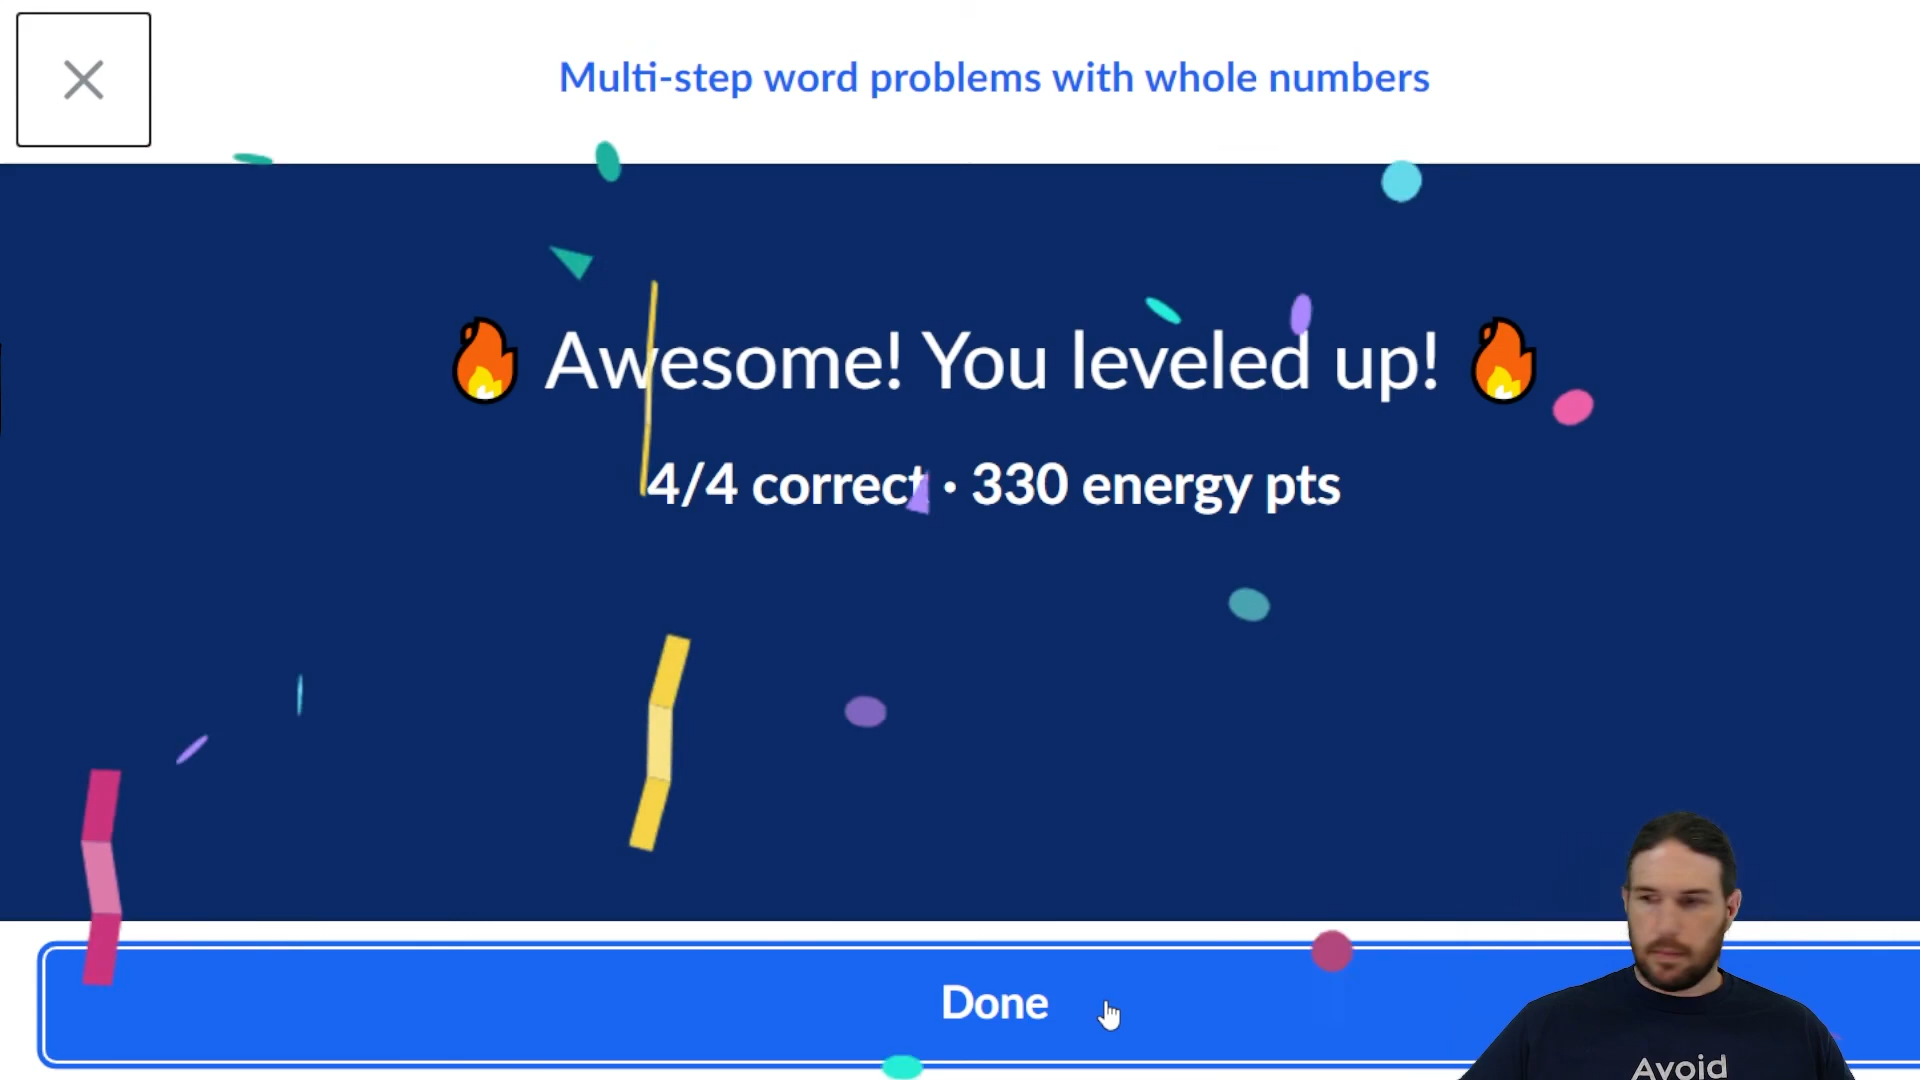 Multi-step word problems with whole numbers
🔥 Awesome! You leveled up! 🔥
4/4 correct · 330 energy pts
Done
Avoid